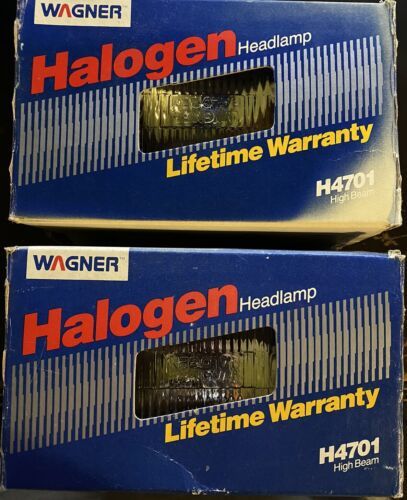 WAGNER
Halogen
Headlamp
Lifetime Warranty
H4701
High Beam
WAGNER
Halogen
Headlamp
Lifetime Warranty
H4701
High Beam